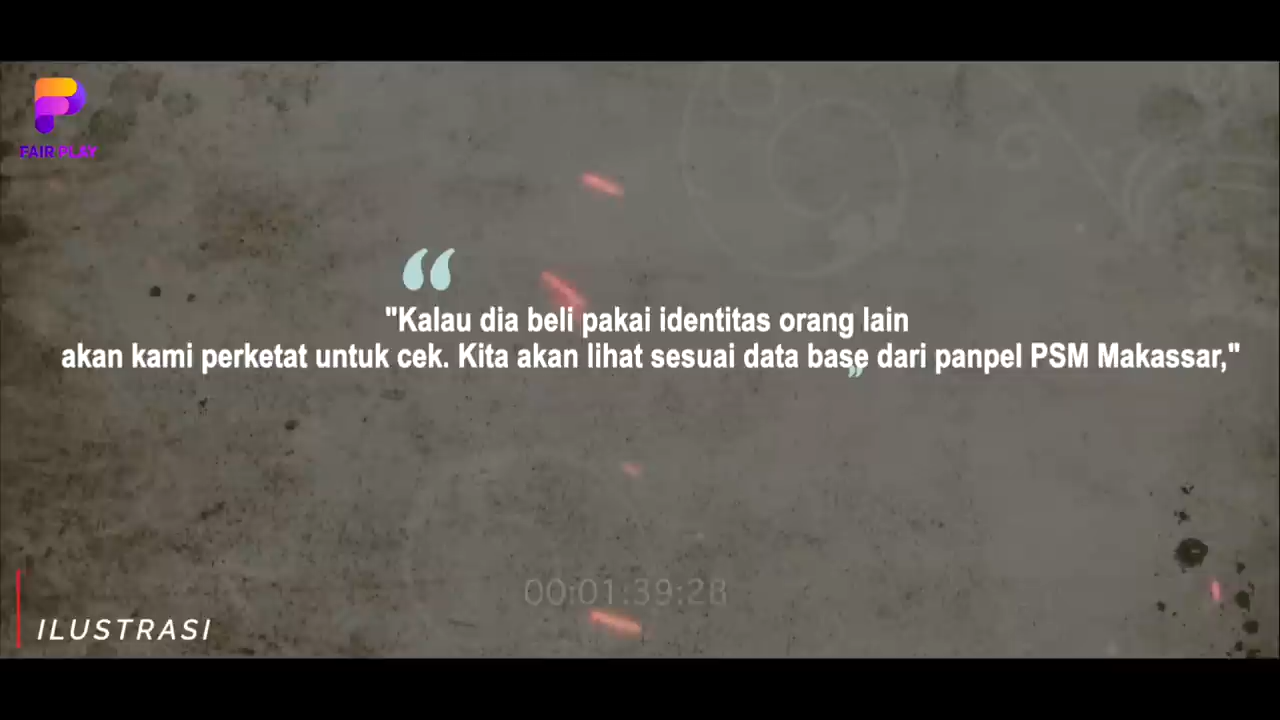 FAIR PLAY
“
"Kalau dia beli pakai identitas orang lain
akan kami perketat untuk cek. Kita akan lihat sesuai data base dari panpel PSM Makassar,"
”
00:01:39:28
ILUSTRASI